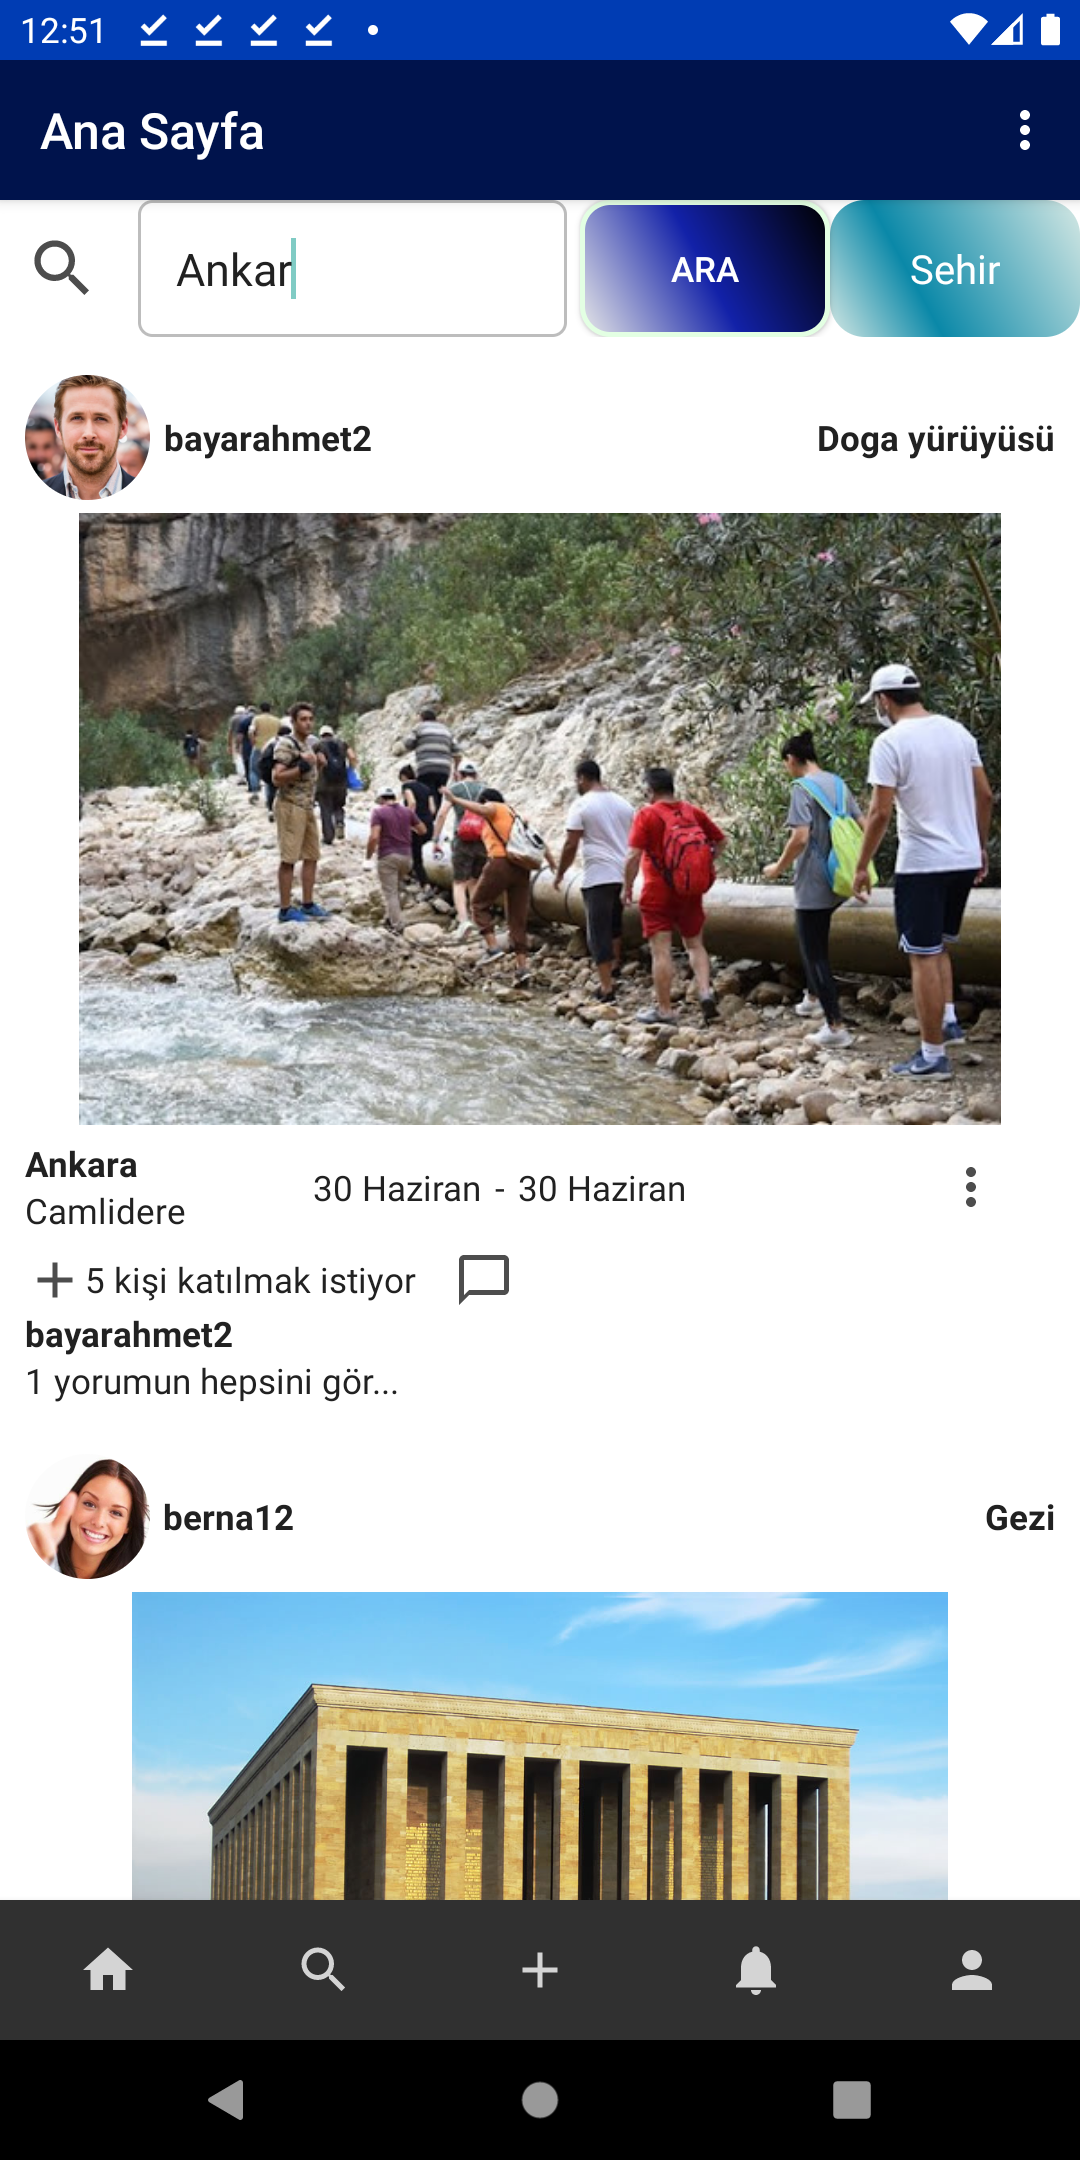 12:51
Ana Sayfa
Ankar
ARA
Sehir
bayarahmet2
Doga yürüyüsü
Ankara
Camlidere
30 Haziran - 30 Haziran
5 kişi katılmak istiyor
bayarahmet2
1 yorumun hepsini gör...
berna12
Gezi